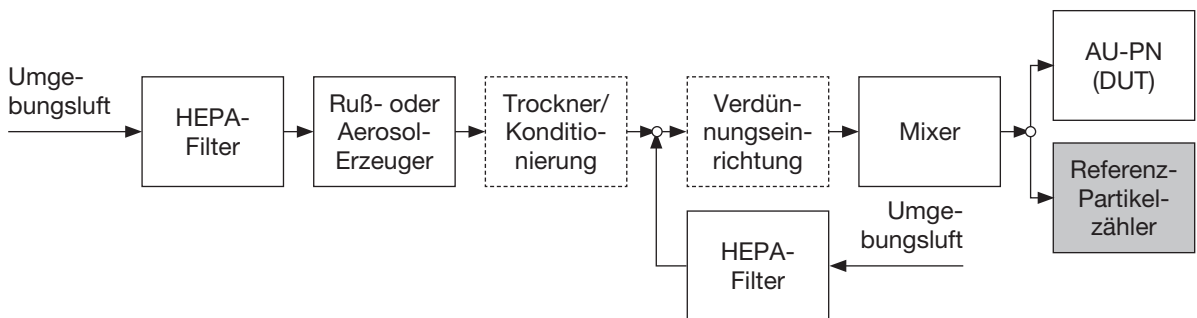 Umge-
bungsluft
HEPA-
Filter
Ruß- oder
Aerosol-
Erzeuger
Trockner/
Konditio-
nierung
Verdün-
nungsein-
richtung
Mixer
AU-PN
(DUT)
Referenz-
Partikel-
zähler
Umge-
bungsluft
HEPA-
Filter